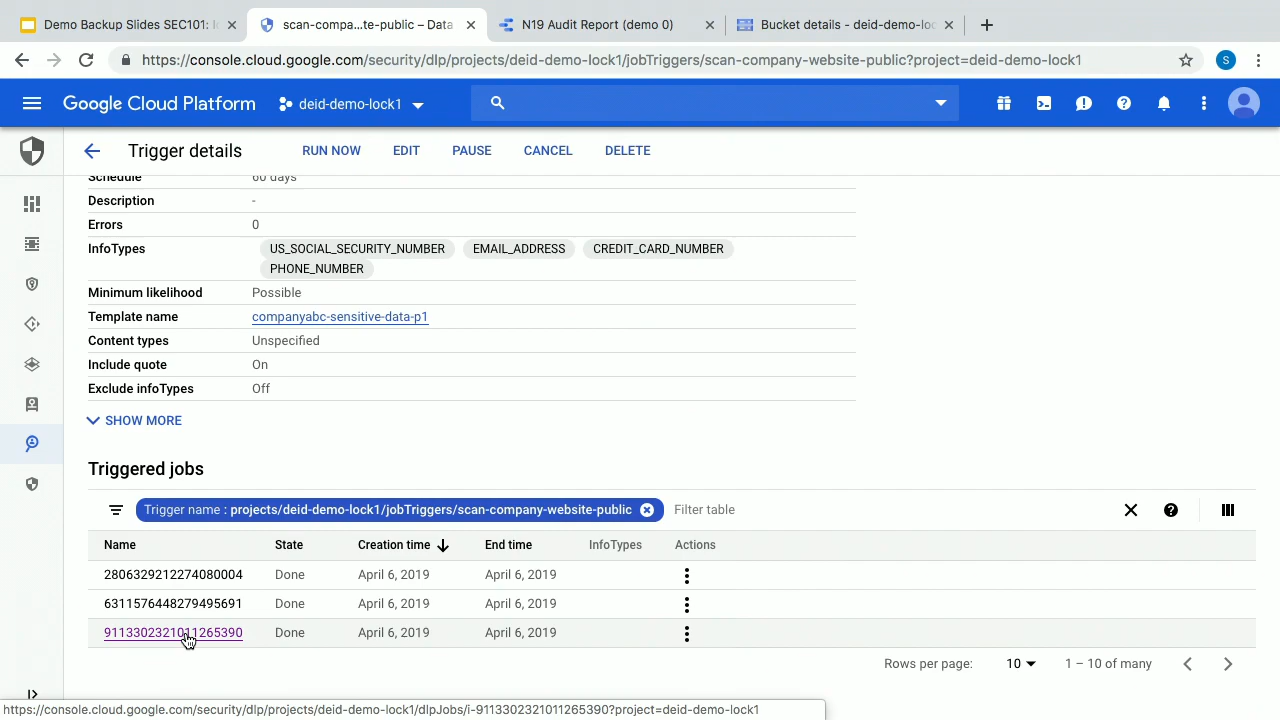 Demo Backup Slides SEC101: I
scan-compa...te-public – Data
N19 Audit Report (demo 0)
Bucket details - deid-demo-loc
https://console.cloud.google.com/security/dlp/projects/deid-demo-lock1/jobTriggers/scan-company-website-public?project=deid-demo-lock1
S
Google Cloud Platform
deid-demo-lock1
Trigger details
RUN NOW
EDIT
PAUSE
CANCEL
DELETE
Schedule 60 days
Description -
Errors 0
InfoTypes US_SOCIAL_SECURITY_NUMBER EMAIL_ADDRESS CREDIT_CARD_NUMBER
PHONE_NUMBER
Minimum likelihood Possible
Template name companyabc-sensitive-data-p1
Content types Unspecified
Include quote On
Exclude infoTypes Off
SHOW MORE
Triggered jobs
Trigger name : projects/deid-demo-lock1/jobTriggers/scan-company-website-public Filter table
Name State Creation time End time InfoTypes Actions
2806329212274080004 Done April 6, 2019 April 6, 2019
6311576448279495691 Done April 6, 2019 April 6, 2019
9113302321011265390 Done April 6, 2019 April 6, 2019
Rows per page: 10 1 – 10 of many
https://console.cloud.google.com/security/dlp/projects/deid-demo-lock1/dlpJobs/i-9113302321011265390?project=deid-demo-lock1